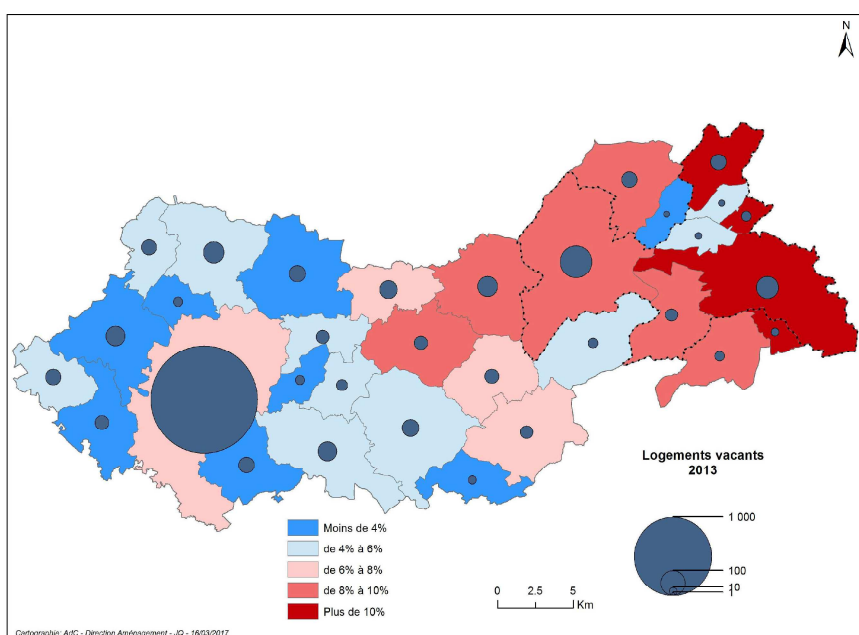 N
Logements vacants
2013
1 000
100
10
1
Moins de 4%
de 4% à 6%
de 6% à 8%
de 8% à 10%
Plus de 10%
0 2.5 5
Km
Cartographie: ArlC - Direction Aménagement - JQ - 16/03/2017